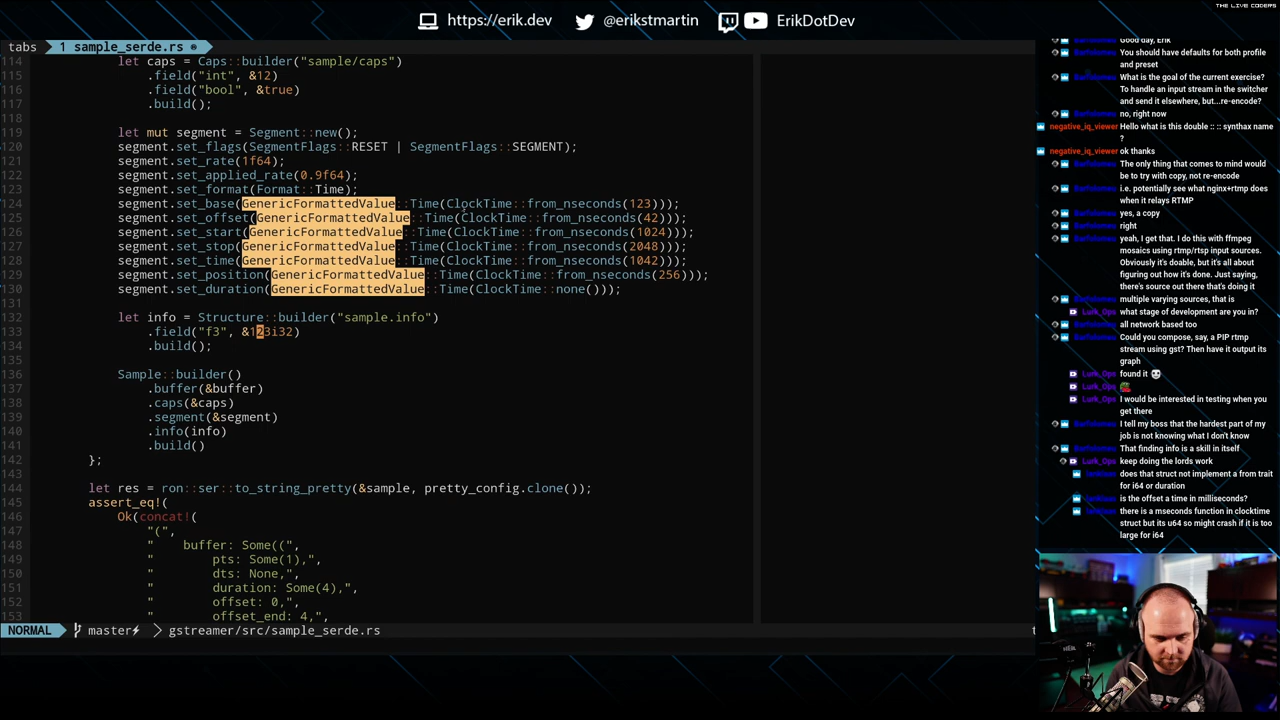 THE LIVE CODERS
https://erik.dev
@erikstmartin
ErikDotDev
tabs
1 sample_serde.rs
114 let caps = Caps::builder("sample/caps")
115 .field("int", &12)
116 .field("bool", &true)
117 .build();
118
119 let mut segment = Segment::new();
120 segment.set_flags(SegmentFlags::RESET | SegmentFlags::SEGMENT);
121 segment.set_rate(1f64);
122 segment.set_applied_rate(0.9f64);
123 segment.set_format(Format::Time);
124 segment.set_base(GenericFormattedValue::Time(ClockTime::from_nseconds(123)));
125 segment.set_offset(GenericFormattedValue::Time(ClockTime::from_nseconds(42)));
126 segment.set_start(GenericFormattedValue::Time(ClockTime::from_nseconds(1024)));
127 segment.set_stop(GenericFormattedValue::Time(ClockTime::from_nseconds(2048)));
128 segment.set_time(GenericFormattedValue::Time(ClockTime::from_nseconds(1042)));
129 segment.set_position(GenericFormattedValue::Time(ClockTime::from_nseconds(256)));
130 segment.set_duration(GenericFormattedValue::Time(ClockTime::none()));
131
132 let info = Structure::builder("sample.info")
133 .field("f3", &123i32)
134 .build();
135
136 Sample::builder()
137 .buffer(&buffer)
138 .caps(&caps)
139 .segment(&segment)
140 .info(info)
141 .build()
142 };
143
144 let res = ron::ser::to_string_pretty(&sample, pretty_config.clone());
145 assert_eq!(
146 Ok(concat!(
147 "(",
148 " buffer: Some((",
149 " pts: Some(1),",
150 " dts: None,",
151 " duration: Some(4),",
152 " offset: 0,",
153 " offset_end: 4,",
NORMAL
master
gstreamer/src/sample_serde.rs
Good day, Erik
You should have defaults for both profile
and preset
What is the goal of the current exercise?
To handle an input stream in the switcher
and send it elsewhere, but...re-encode?
no, right now
negative_iq_viewer Hello what is this double :: :: synthax name
?
negative_iq_viewer ok thanks
The only thing that comes to mind would
be to try with copy, not re-encode
i.e. potentially see what nginx+rtmp does
when it relays RTMP
yes, a copy
right
yeah, I get that. I do this with ffmpeg
mosaics using rtmp/rtsp input sources.
Obviously it's doable, but it's all about
figuring out how it's done. Just saying,
there's source out there that's doing it
multiple varying sources, that is
Lurk_Ops what stage of development are you in?
all network based too
Could you compose, say, a PIP rtmp
stream using gst? Then have it output its
graph
Lurk_Ops found it
Lurk_Ops
Lurk_Ops I would be interested in testing when you
get there
I tell my boss that the hardest part of my
job is not knowing what I don't know
That finding info is a skill in itself
Lurk_Ops keep doing the lords work
does that struct not implement a from trait
for i64 or duration
is the offset a time in milliseconds?
there is a mseconds function in clocktime
struct but its u64 so might crash if it is too
large for i64